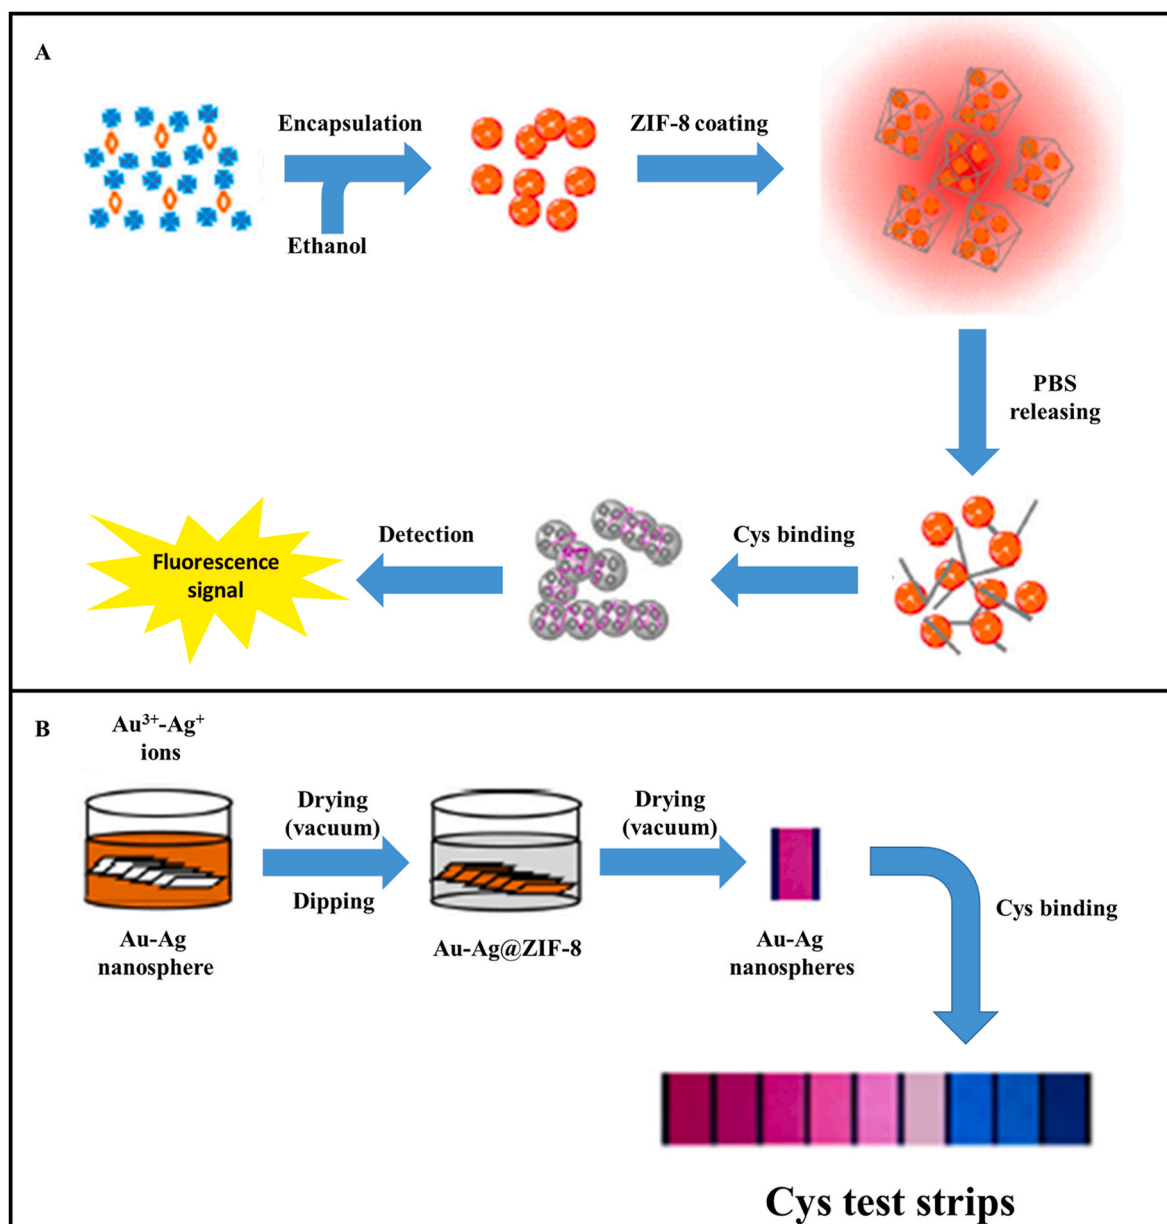 A
Encapsulation
Ethanol
ZIF-8 coating
PBS
releasing
Cys binding
Detection
Fluorescence
signal
B
Au³⁺-Ag⁺
ions
Au-Ag
nanosphere
Drying
(vacuum)
Dipping
Au-Ag@ZIF-8
Drying
(vacuum)
Au-Ag
nanospheres
Cys binding
Cys test strips